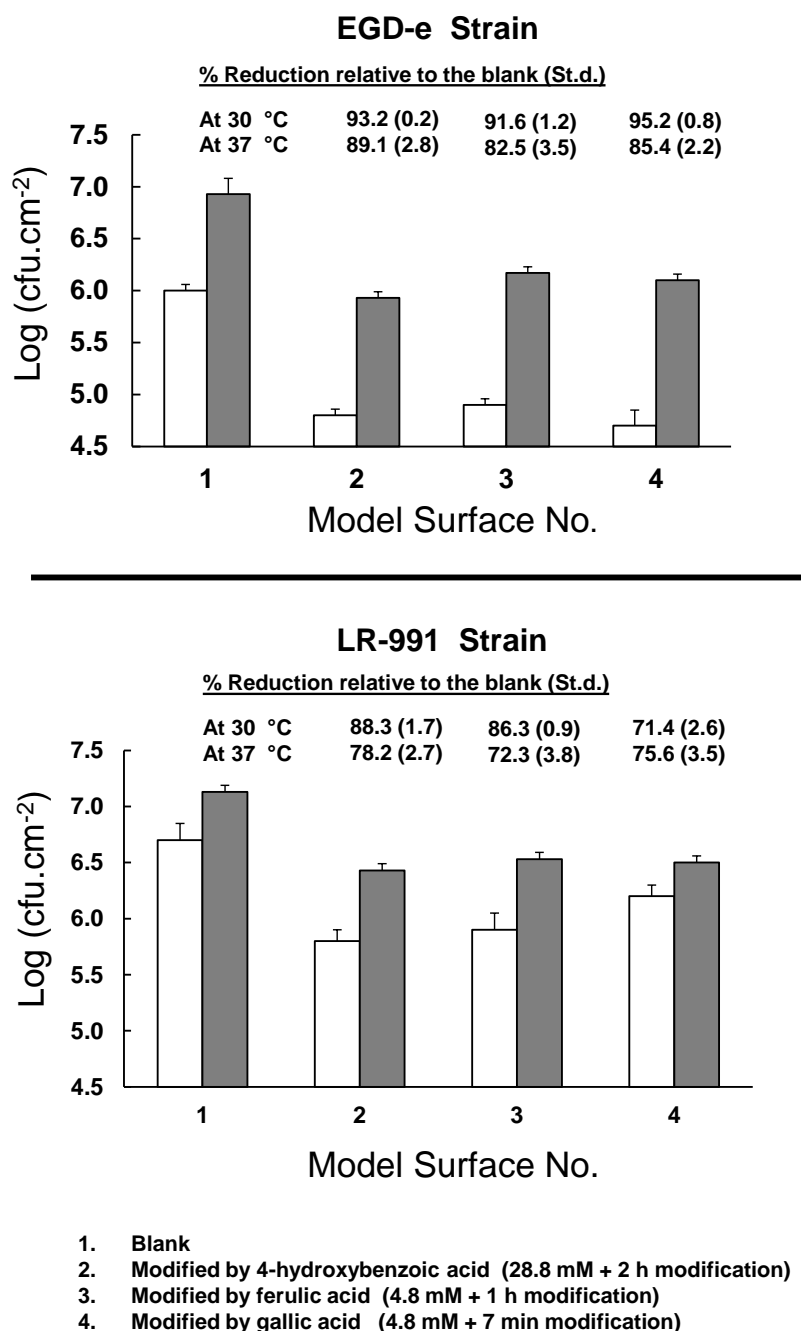 EGD-e Strain
% Reduction relative to the blank (St.d.)
At 30 °C 93.2 (0.2) 91.6 (1.2) 95.2 (0.8)
At 37 °C 89.1 (2.8) 82.5 (3.5) 85.4 (2.2)
7.5
7.0
6.5
6.0
5.5
5.0
4.5
Log (cfu.cm-2)
1 2 3 4
Model Surface No.
LR-991 Strain
% Reduction relative to the blank (St.d.)
At 30 °C 88.3 (1.7) 86.3 (0.9) 71.4 (2.6)
At 37 °C 78.2 (2.7) 72.3 (3.8) 75.6 (3.5)
7.5
7.0
6.5
6.0
5.5
5.0
4.5
Log (cfu.cm-2)
1 2 3 4
Model Surface No.
1. Blank
2. Modified by 4-hydroxybenzoic acid (28.8 mM + 2 h modification)
3. Modified by ferulic acid (4.8 mM + 1 h modification)
4. Modified by gallic acid (4.8 mM + 7 min modification)